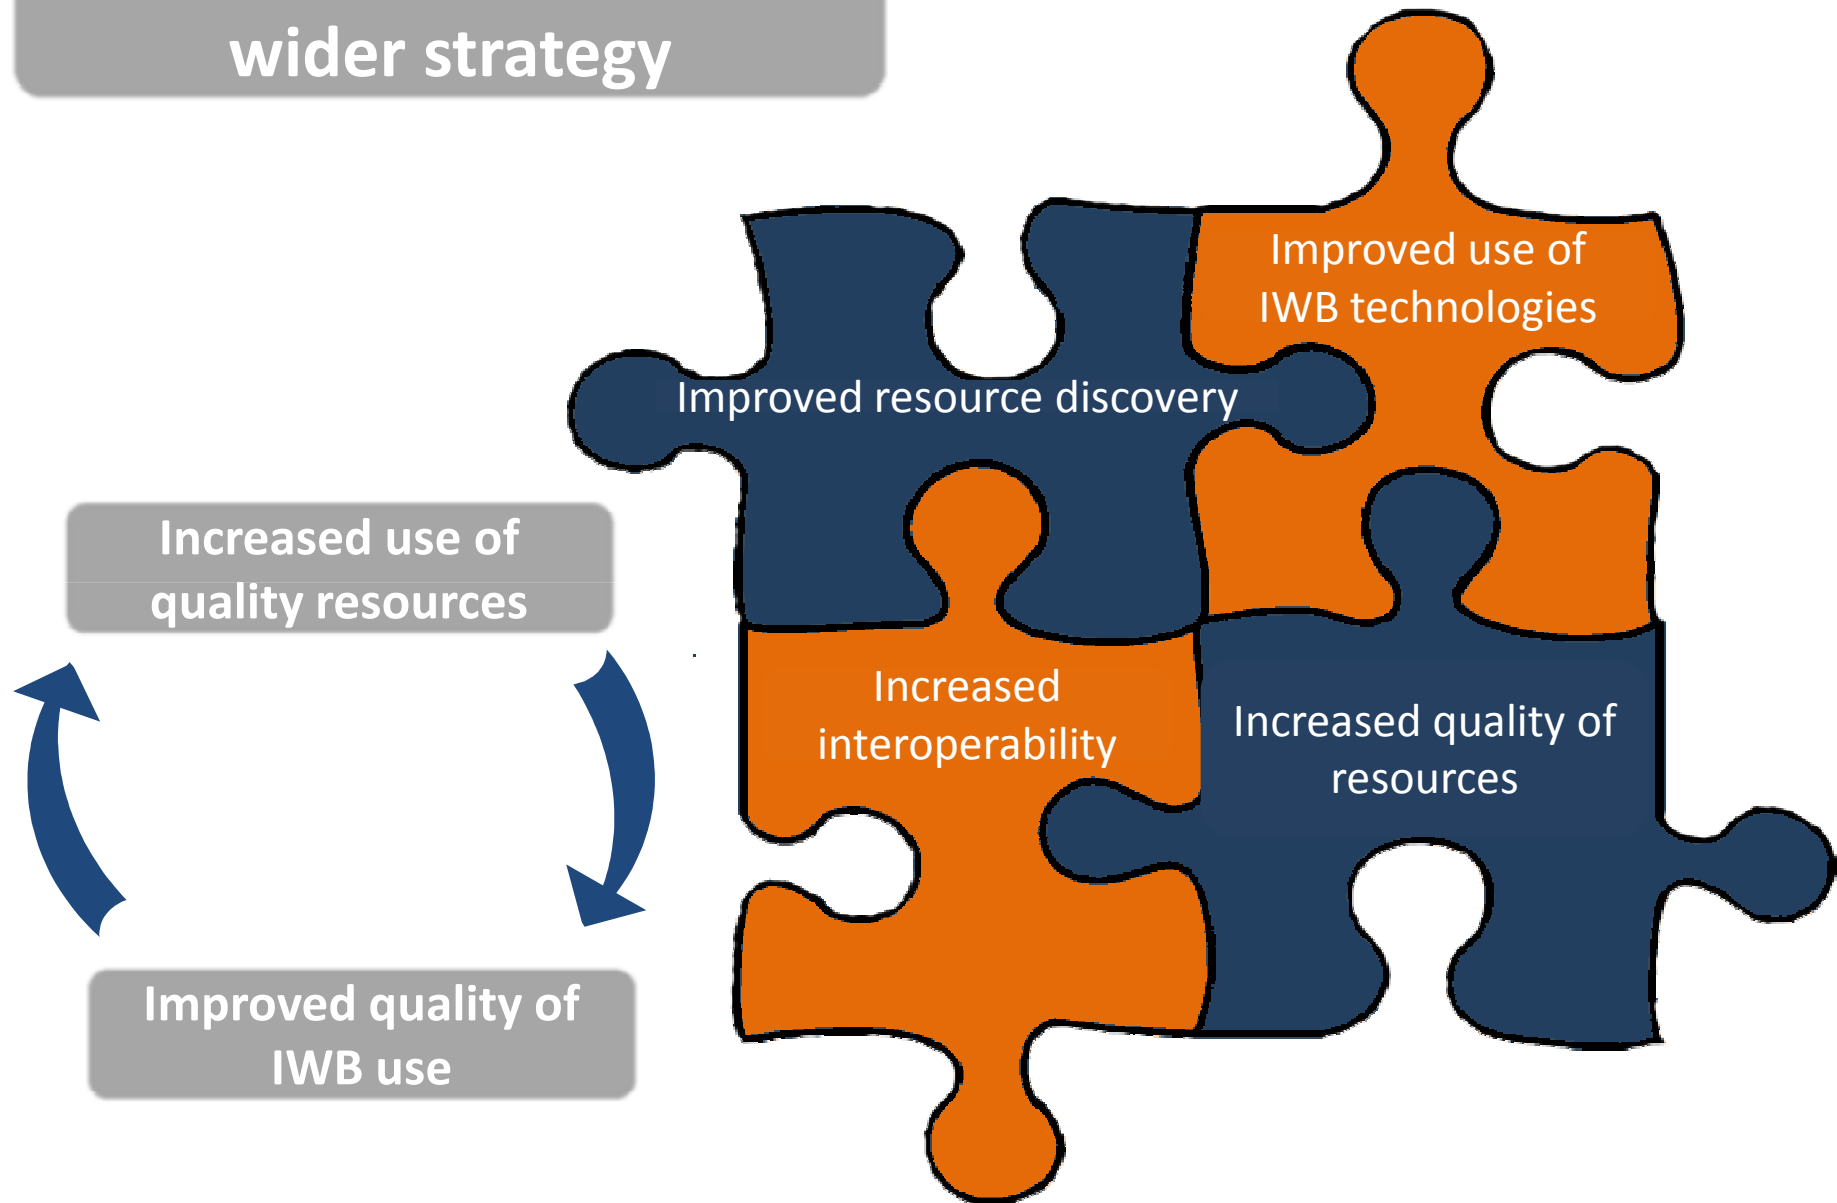 wider strategy
Improved use of
IWB technologies
Improved resource discovery
Increased use of
quality resources
Increased
interoperability
Increased quality of
resources
Improved quality of
IWB use